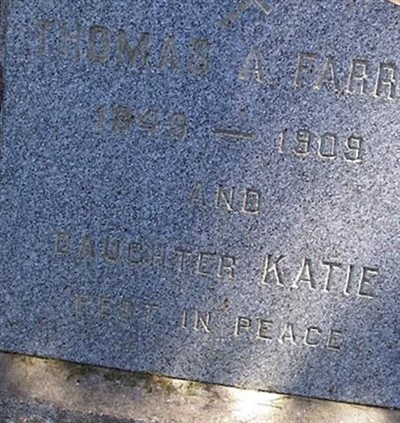 THOMAS A FARR
1849 — 1909
AND
DAUGHTER KATIE
REST IN PEACE